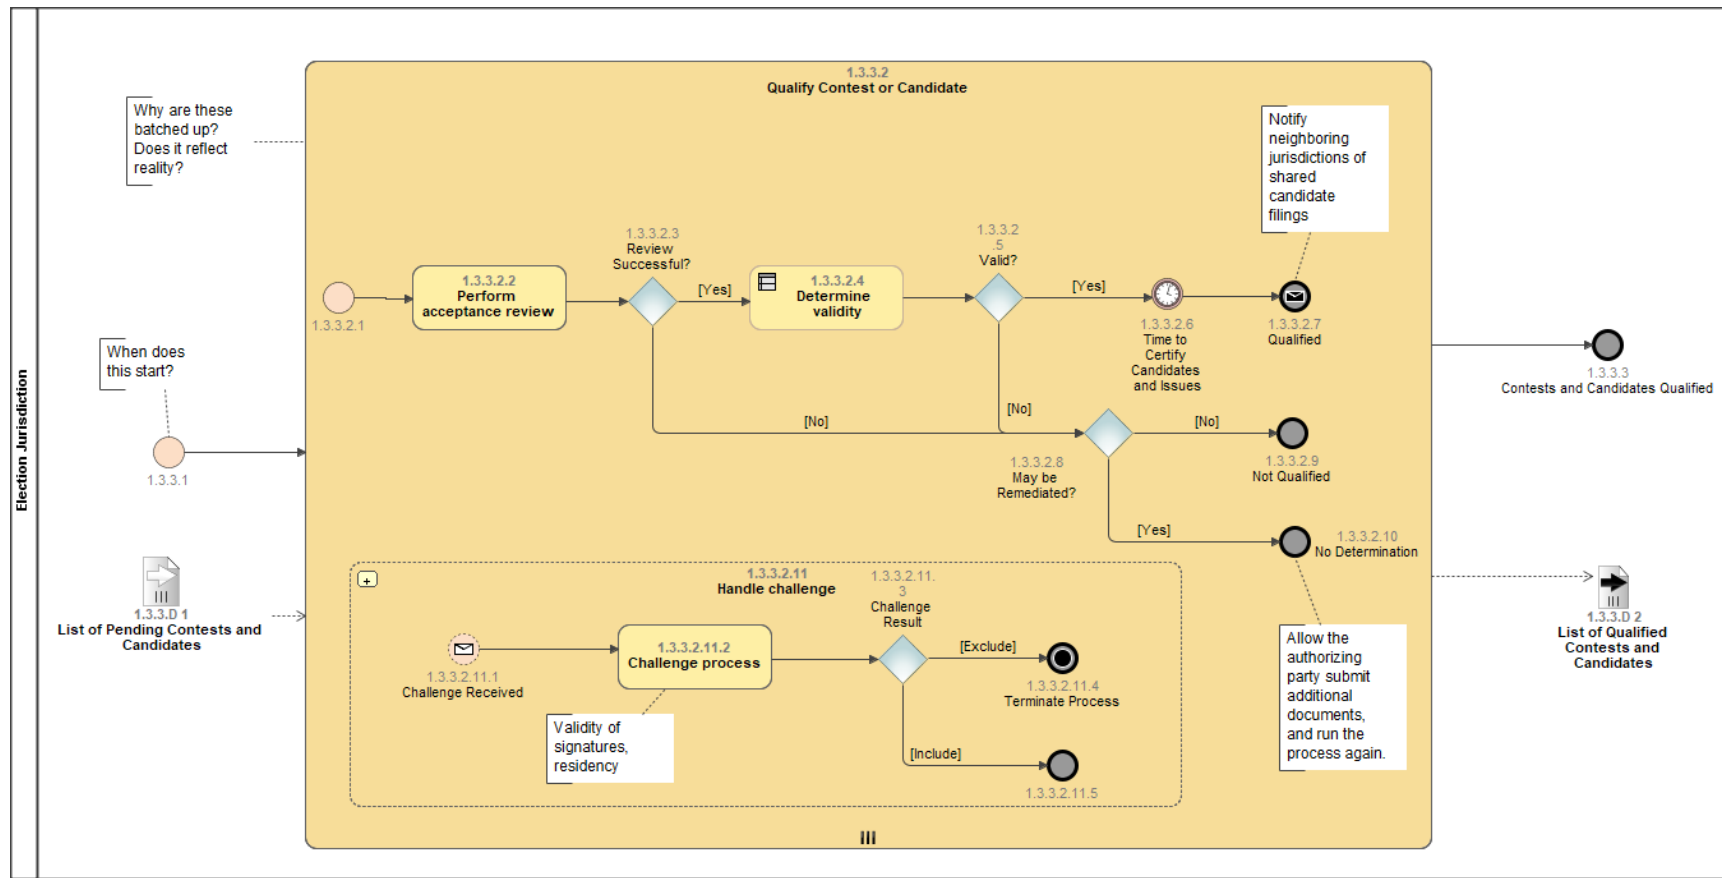 Election Jurisdiction
1.3.3.2
Qualify Contest or Candidate
Why are these
batched up?
Does it reflect
reality?
Notify
neighboring
jurisdictions of
shared
candidate
filings
1.3.3.2.1
1.3.3.2.2
Perform
acceptance review
1.3.3.2.3
Review
Successful?
[Yes]
1.3.3.2.4
Determine
validity
1.3.3.2
.5
Valid?
[Yes]
1.3.3.2.6
Time to
Certify
Candidates
and Issues
1.3.3.2.7
Qualified
When does
this start?
1.3.3.1
1.3.3.3
Contests and Candidates Qualified
[No]
[No]
1.3.3.2.8
May be
Remediated?
[No]
1.3.3.2.9
Not Qualified
[Yes]
1.3.3.2.10
No Determination
1.3.3.D 1
List of Pending Contests and
Candidates
1.3.3.2.11
Handle challenge
1.3.3.2.11.1
Challenge Received
1.3.3.2.11.2
Challenge process
1.3.3.2.11.
3
Challenge
Result
[Exclude]
1.3.3.2.11.4
Terminate Process
[Include]
1.3.3.2.11.5
Validity of
signatures,
residency
Allow the
authorizing
party submit
additional
documents,
and run the
process again.
1.3.3.D 2
List of Qualified
Contests and
Candidates